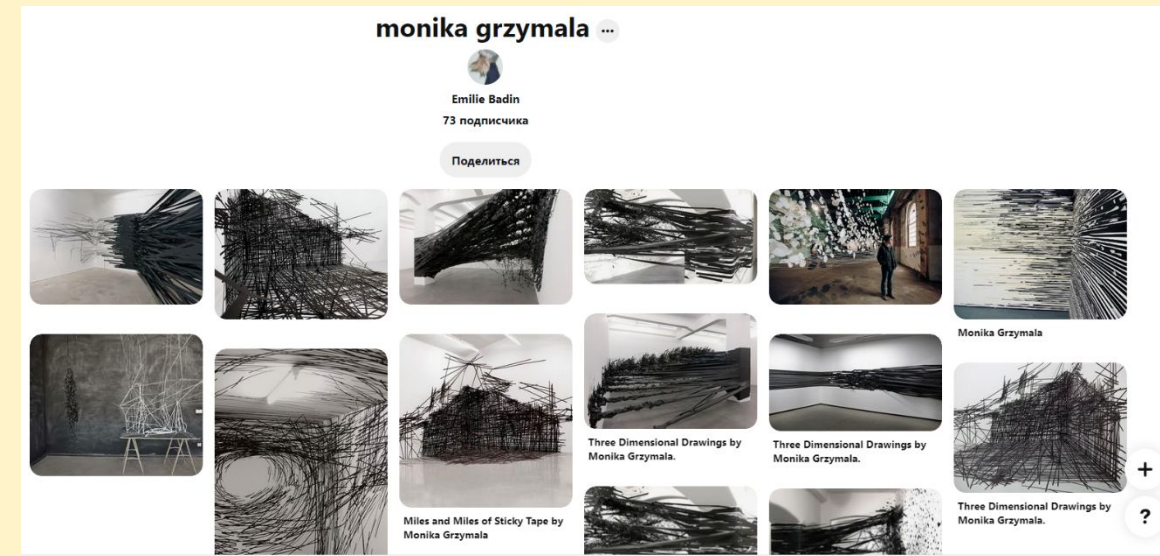 monika grzymala
Emilie Badin
73 подписчика
Поделиться
Monika Grzymala
Three Dimensional Drawings by
Monika Grzymala.
Three Dimensional Drawings by
Monika Grzymala.
Miles and Miles of Sticky Tape by
Monika Grzymala
Three Dimensional Drawings by
Monika Grzymala.
+
?